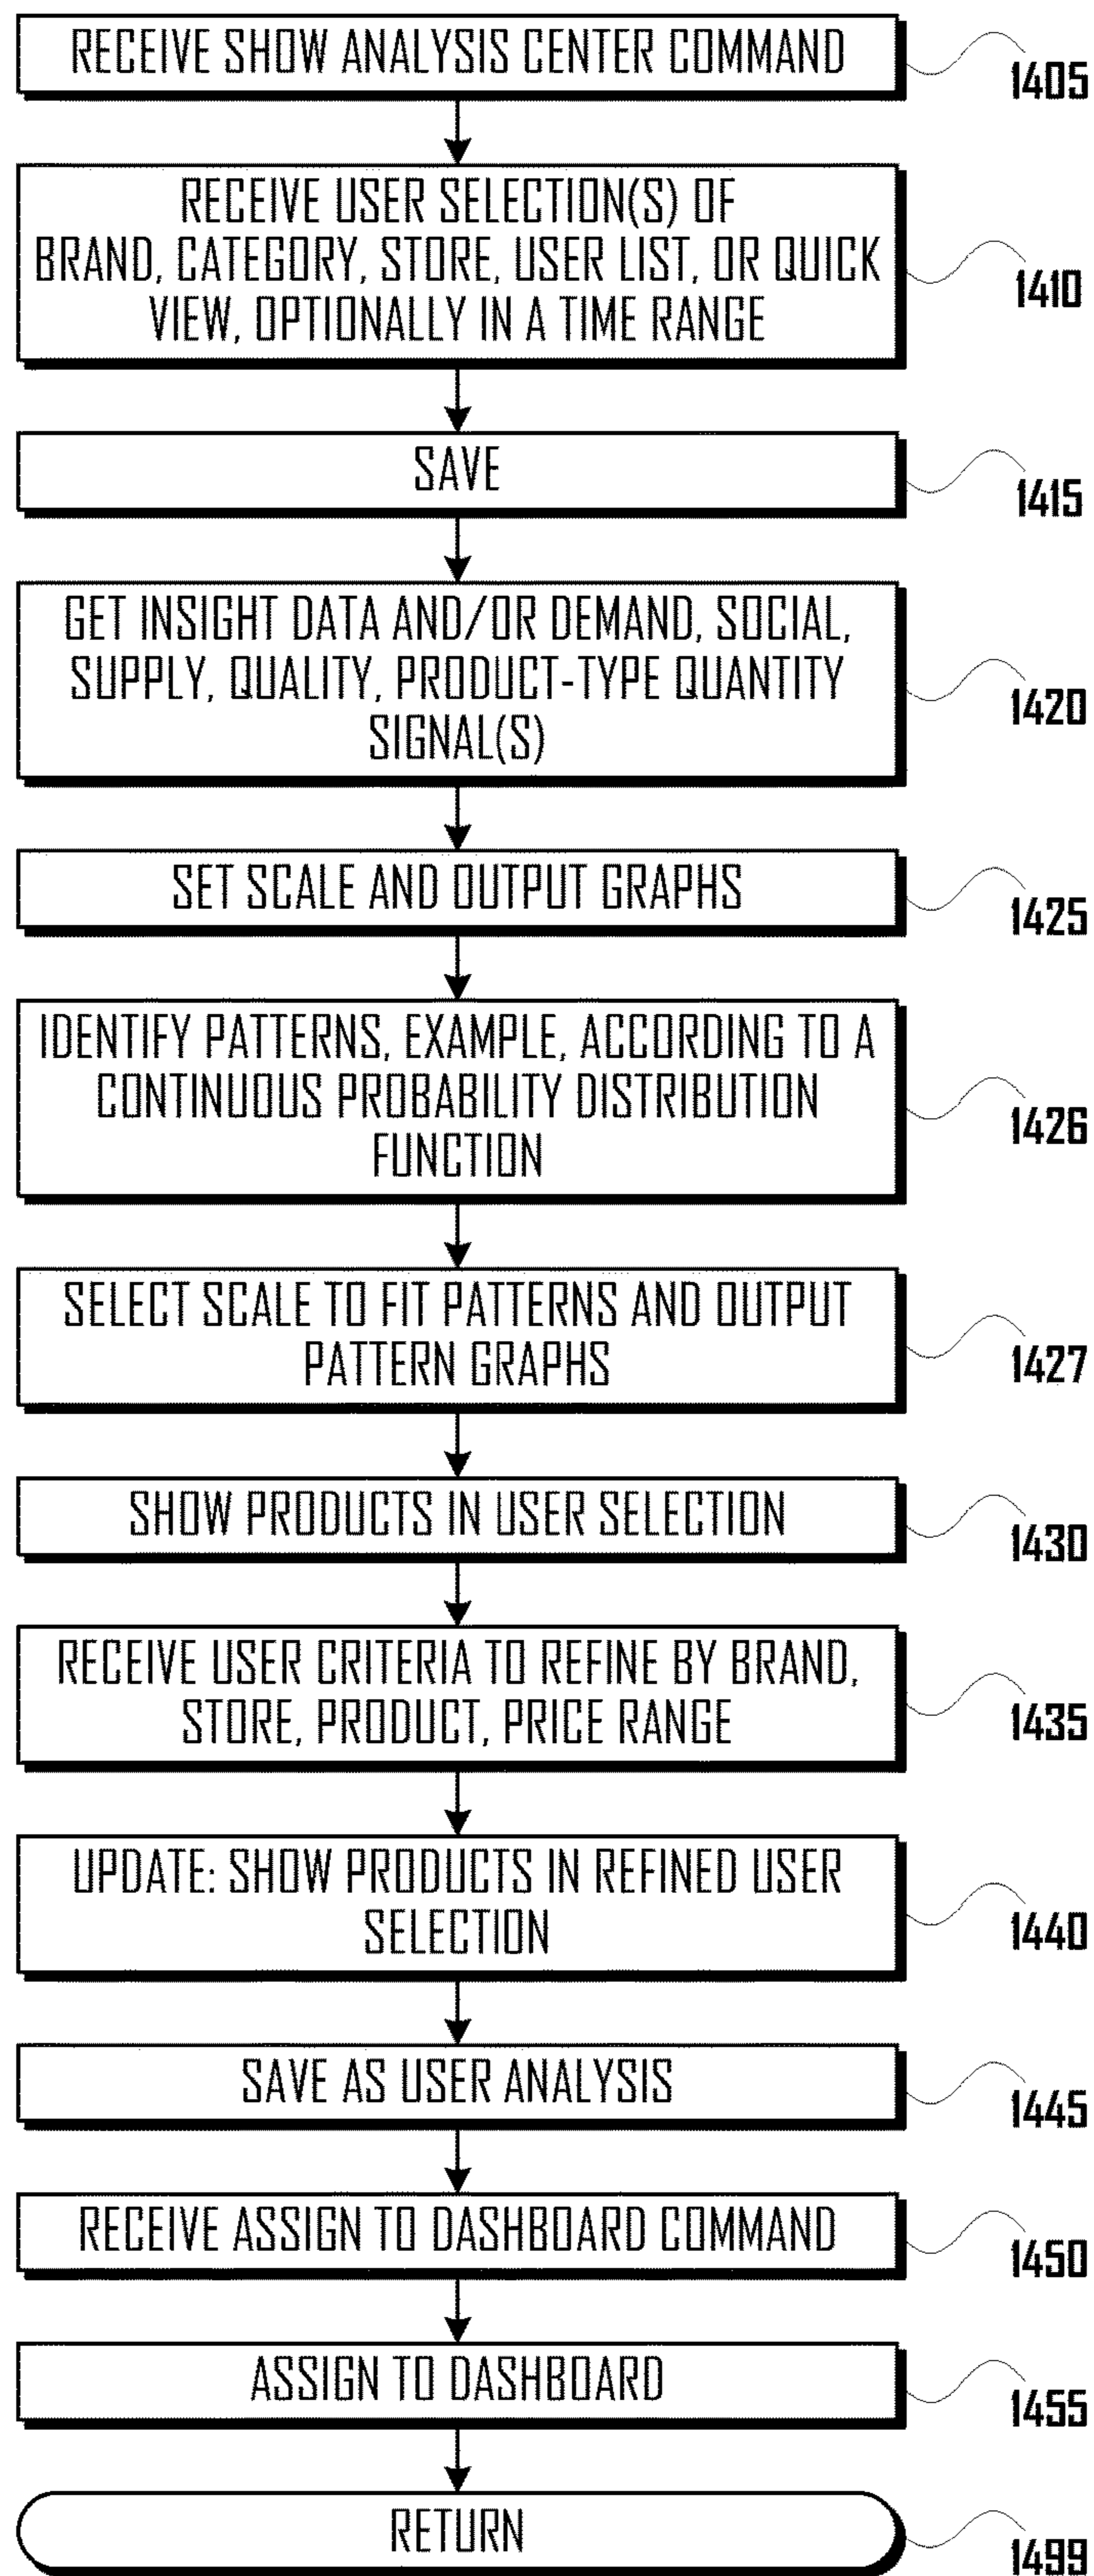 RECEIVE SHOW ANALYSIS CENTER COMMAND
1405
RECEIVE USER SELECTION(S) OF
BRAND, CATEGORY, STORE, USER LIST, OR QUICK
VIEW, OPTIONALLY IN A TIME RANGE
1410
SAVE
1415
GET INSIGHT DATA AND/OR DEMAND, SOCIAL,
SUPPLY, QUALITY, PRODUCT-TYPE QUANTITY
SIGNAL(S)
1420
SET SCALE AND OUTPUT GRAPHS
1425
IDENTIFY PATTERNS, EXAMPLE, ACCORDING TO A
CONTINUOUS PROBABILITY DISTRIBUTION
FUNCTION
1426
SELECT SCALE TO FIT PATTERNS AND OUTPUT
PATTERN GRAPHS
1427
SHOW PRODUCTS IN USER SELECTION
1430
RECEIVE USER CRITERIA TO REFINE BY BRAND,
STORE, PRODUCT, PRICE RANGE
1435
UPDATE: SHOW PRODUCTS IN REFINED USER
SELECTION
1440
SAVE AS USER ANALYSIS
1445
RECEIVE ASSIGN TO DASHBOARD COMMAND
1450
ASSIGN TO DASHBOARD
1455
RETURN
1499